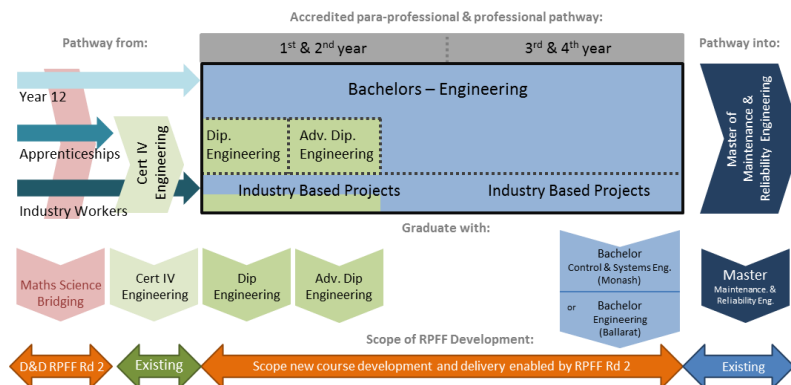 Accredited para-professional & professional pathway:
Pathway from:
1st & 2nd year
3rd & 4th year
Pathway into:
Year 12
Apprenticeships
Industry Workers
Cert IV
Engineering
Bachelors – Engineering
Dip.
Engineering
Adv. Dip.
Engineering
Industry Based Projects
Industry Based Projects
Master of
Maintenance &
Reliability Engineering
Graduate with:
Maths Science
Bridging
Cert IV
Engineering
Dip
Engineering
Adv. Dip
Engineering
Bachelor
Control & Systems Eng.
(Monash)
or Bachelor
Engineering
(Ballarat)
Master
Maintenance. &
Reliability Eng.
Scope of RPFF Development:
D&D RPFF Rd 2
Existing
Scope new course development and delivery enabled by RPFF Rd 2
Existing